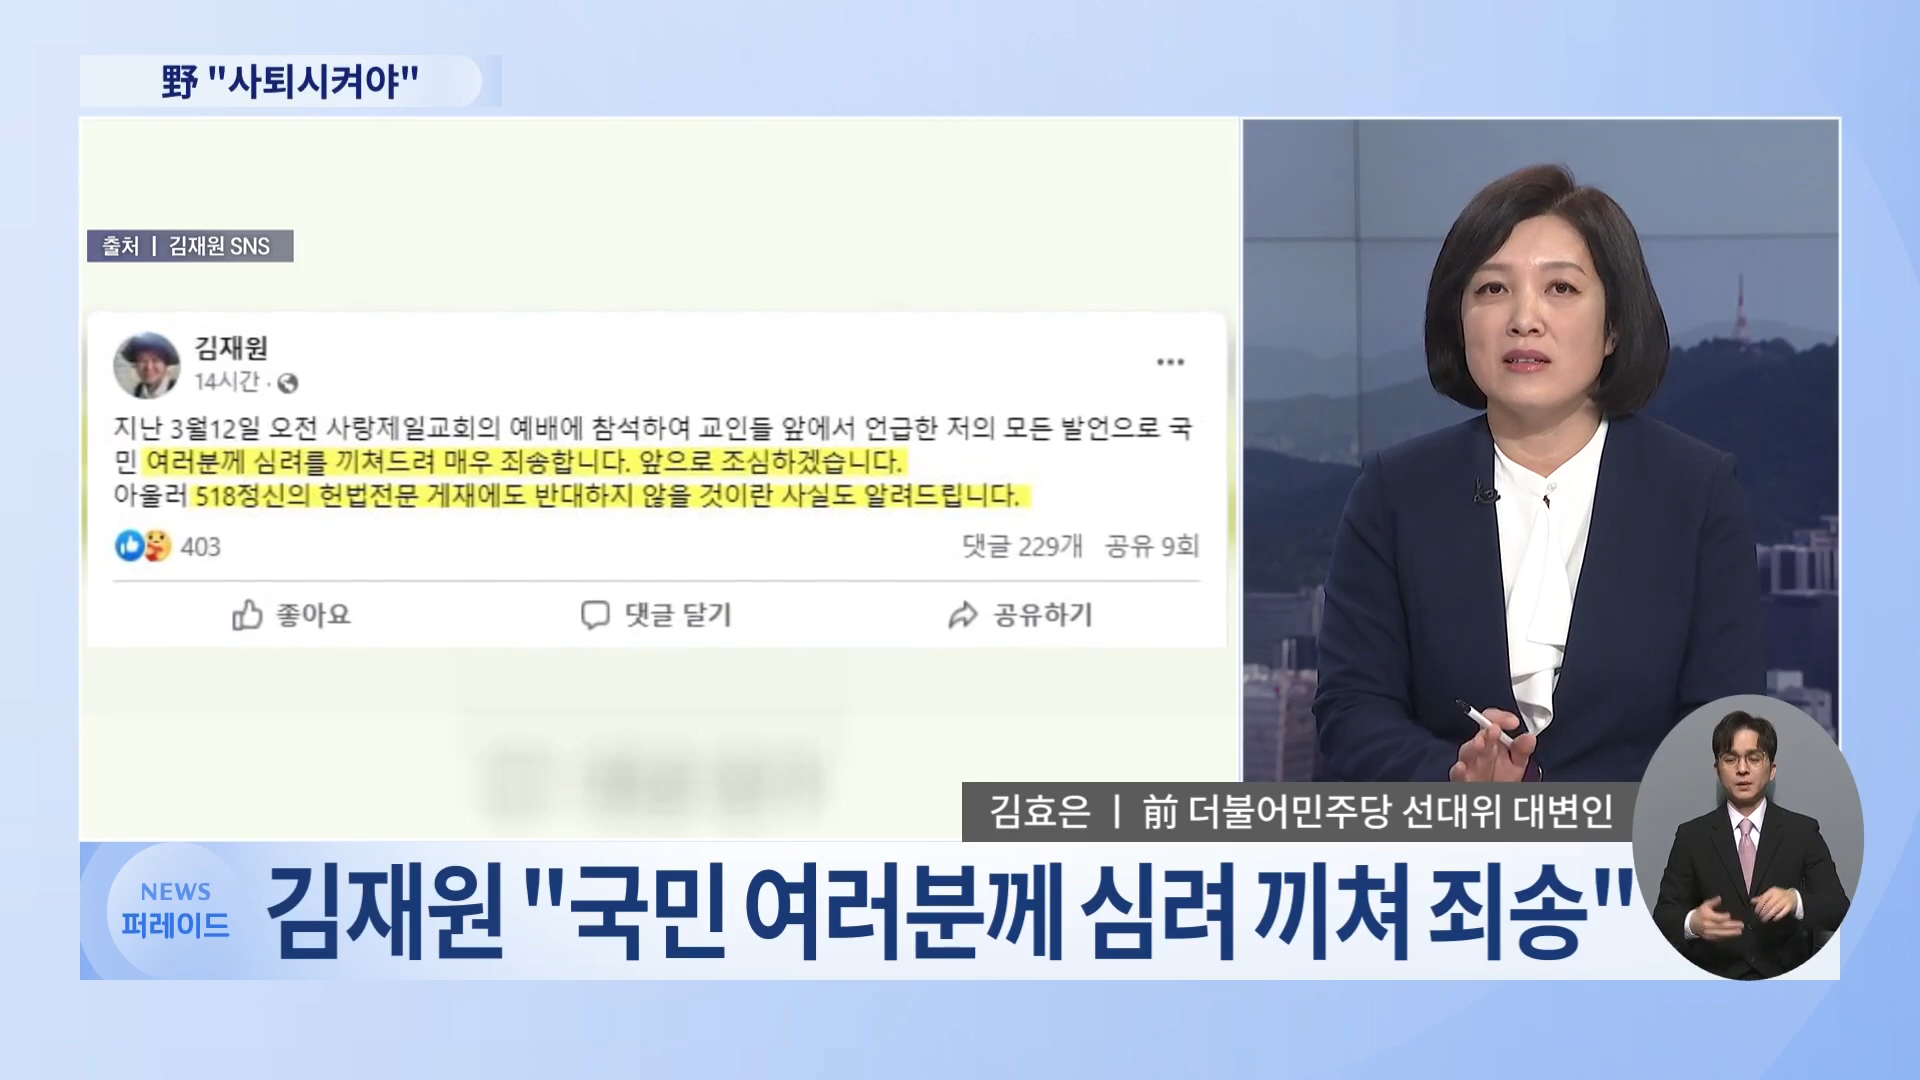 野 "사퇴시켜야"
출처 | 김재원 SNS
김재원
14시간 ·
지난 3월12일 오전 사랑제일교회의 예배에 참석하여 교인들 앞에서 언급한 저의 모든 발언으로 국
민 여러분께 심려를 끼쳐드려 매우 죄송합니다. 앞으로 조심하겠습니다.
아울러 518정신의 헌법전문 게재에도 반대하지 않을 것이란 사실도 알려드립니다.
403 댓글 229개 공유 9회
좋아요 댓글 달기 공유하기
김효은 | 前 더불어민주당 선대위 대변인
NEWS
퍼레이드
김재원 "국민 여러분께 심려 끼쳐 죄송"